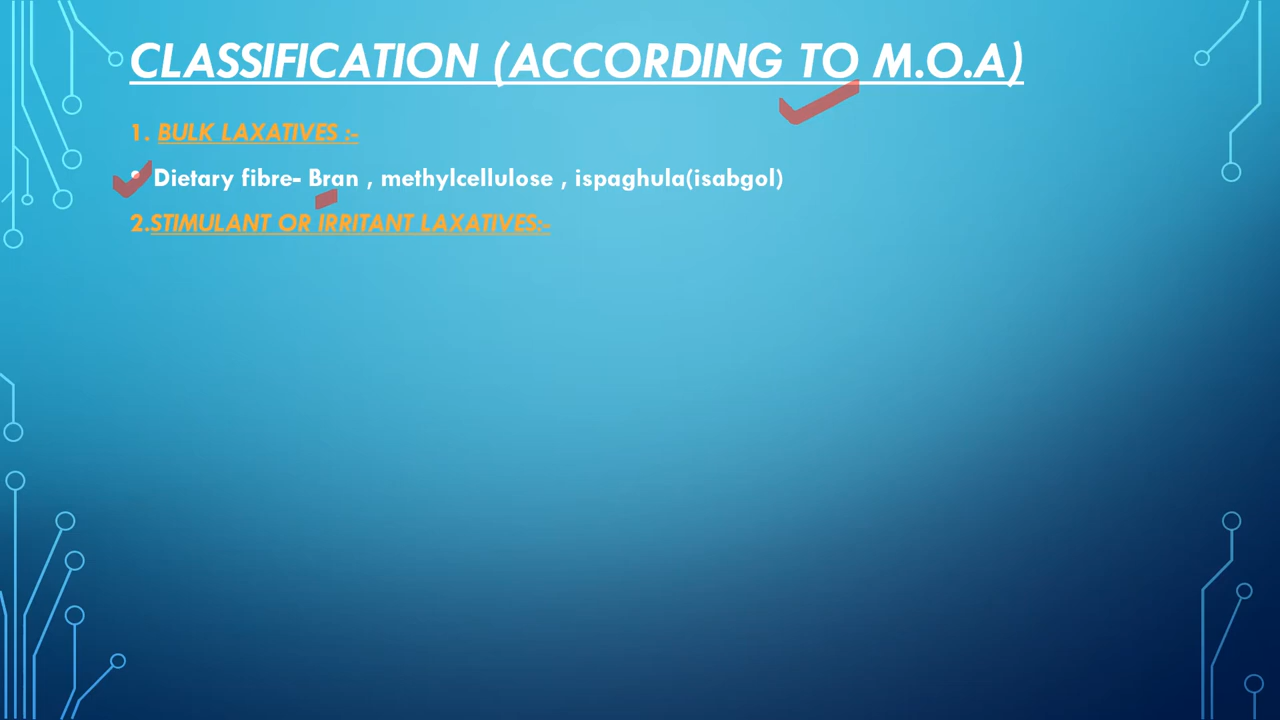 CLASSIFICATION (ACCORDING TO M.O.A)
1. BULK LAXATIVES :-
• Dietary fibre- Bran , methylcellulose , ispaghula(isabgol)
2.STIMULANT OR IRRITANT LAXATIVES:-